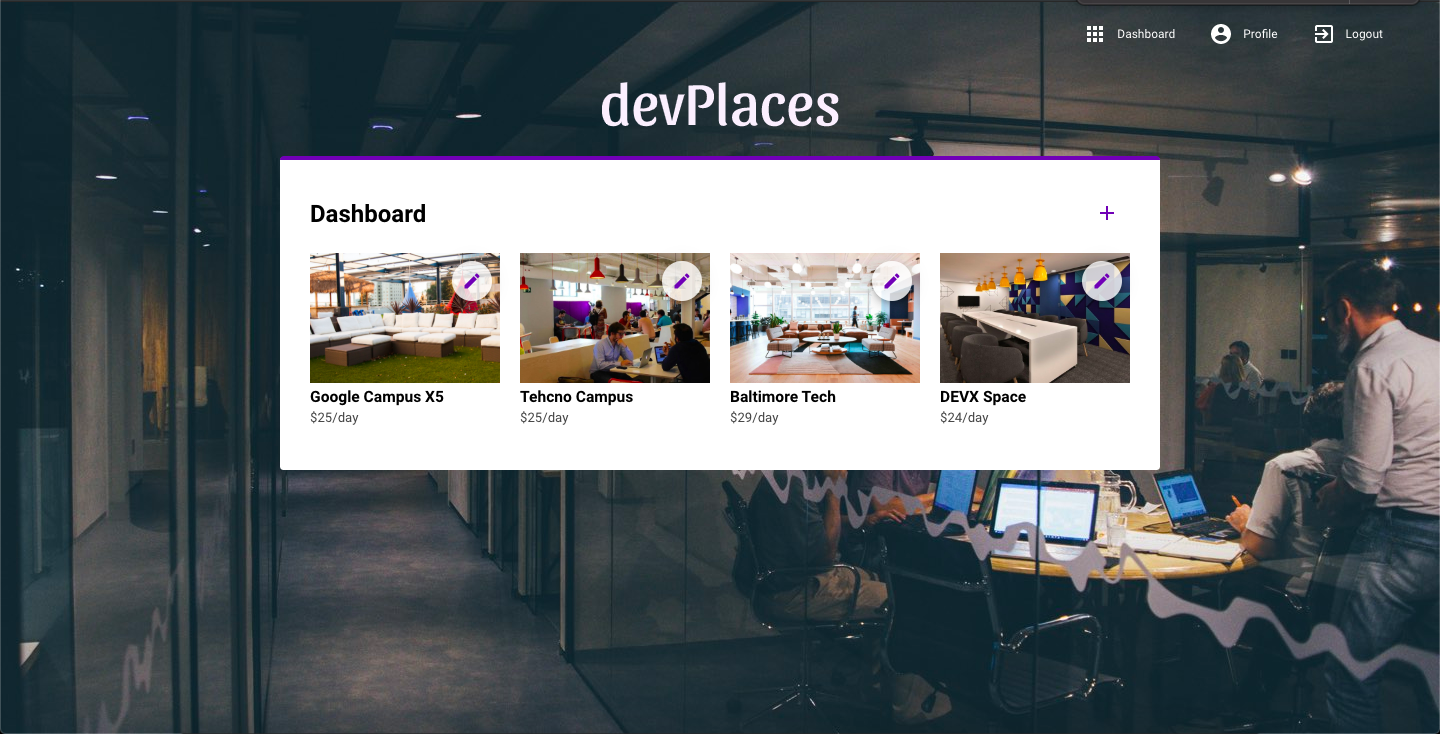 Dashboard
Profile
Logout
devPlaces
Dashboard
Google Campus X5
$25/day
Tehcno Campus
$25/day
Baltimore Tech
$29/day
DEVX Space
$24/day